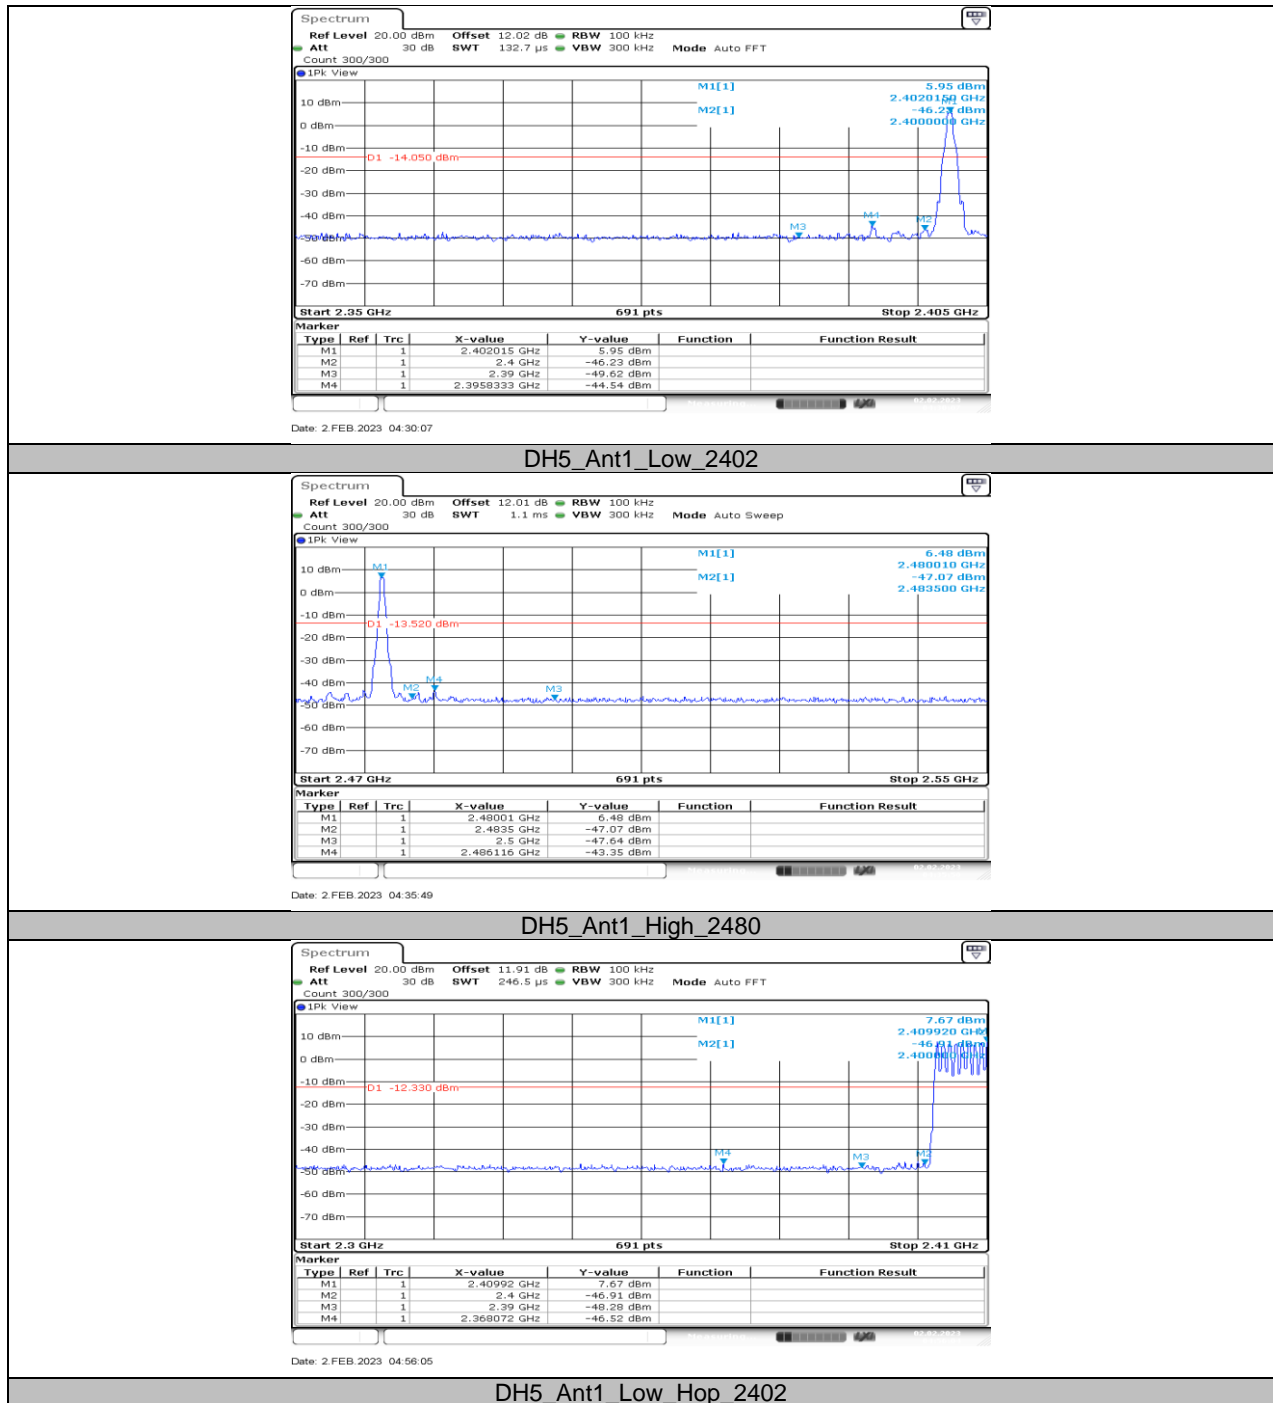 Spectrum
Ref Level 20.00 dBm Offset 12.02 dB RBW 100 kHz
Att 30 dB SWT 132.7 µs VBW 300 kHz Mode Auto FFT
Count 300/300
1Pk View
M1[1] 5.95 dBm
2.4020150 GHz
M2[1] -46.23 dBm
2.4000000 GHz
M1
10 dBm
0 dBm
-10 dBm
D1 -14.050 dBm
-20 dBm
-30 dBm
-40 dBm
M4
M2
M3
-50 dBm
-60 dBm
-70 dBm
Start 2.35 GHz 691 pts Stop 2.405 GHz
Marker
Type Ref Trc X-value Y-value Function Function Result
M1 1 2.402015 GHz 5.95 dBm
M2 1 2.4 GHz -46.23 dBm
M3 1 2.39 GHz -49.62 dBm
M4 1 2.3958333 GHz -44.54 dBm
02.02.2023
Date: 2.FEB.2023 04:30:07
DH5_Ant1_Low_2402
Spectrum
Ref Level 20.00 dBm Offset 12.01 dB RBW 100 kHz
Att 30 dB SWT 1.1 ms VBW 300 kHz Mode Auto Sweep
Count 300/300
1Pk View
M1[1] 6.48 dBm
2.480010 GHz
M2[1] -47.07 dBm
2.483500 GHz
M1
10 dBm
0 dBm
-10 dBm
D1 -13.520 dBm
-20 dBm
-30 dBm
-40 dBm
M4
M2
M3
-50 dBm
-60 dBm
-70 dBm
Start 2.47 GHz 691 pts Stop 2.55 GHz
Marker
Type Ref Trc X-value Y-value Function Function Result
M1 1 2.48001 GHz 6.48 dBm
M2 1 2.4835 GHz -47.07 dBm
M3 1 2.5 GHz -47.64 dBm
M4 1 2.486116 GHz -43.35 dBm
02.02.2023
Date: 2.FEB.2023 04:35:49
DH5_Ant1_High_2480
Spectrum
Ref Level 20.00 dBm Offset 11.91 dB RBW 100 kHz
Att 30 dB SWT 246.5 µs VBW 300 kHz Mode Auto FFT
Count 300/300
1Pk View
M1[1] 7.67 dBm
2.409920 GHz
M2[1] -46.91 dBm
2.400000 GHz
10 dBm
0 dBm
-10 dBm
D1 -12.330 dBm
-20 dBm
-30 dBm
-40 dBm
M4
M3
M2
-50 dBm
-60 dBm
-70 dBm
Start 2.3 GHz 691 pts Stop 2.41 GHz
Marker
Type Ref Trc X-value Y-value Function Function Result
M1 1 2.40992 GHz 7.67 dBm
M2 1 2.4 GHz -46.91 dBm
M3 1 2.39 GHz -48.28 dBm
M4 1 2.368072 GHz -46.52 dBm
02.02.2023
Date: 2.FEB.2023 04:56:05
DH5_Ant1_Low_Hop_2402